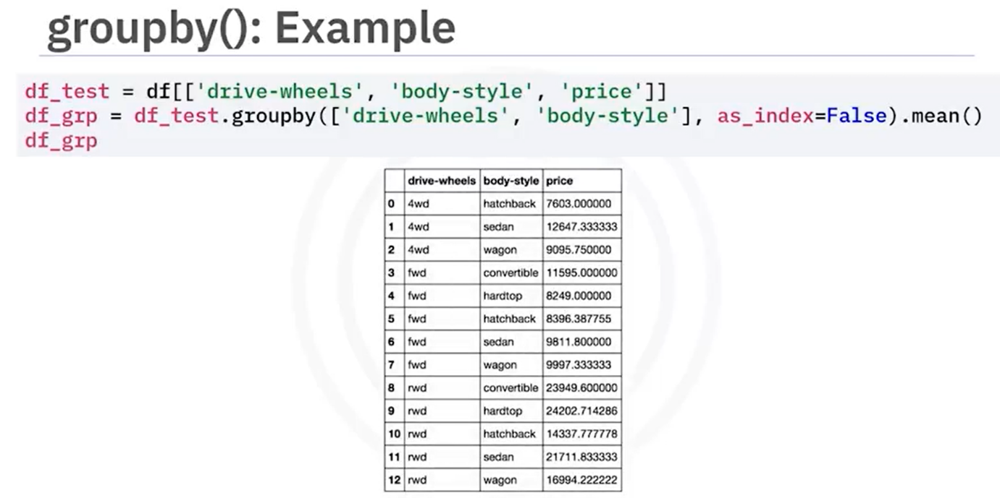 groupby(): Example
df_test = df[['drive-wheels', 'body-style', 'price']]
df_grp = df_test.groupby(['drive-wheels', 'body-style'], as_index=False).mean()
df_grp
drive-wheels body-style price
0 4wd hatchback 7603.000000
1 4wd sedan 12647.333333
2 4wd wagon 9095.750000
3 fwd convertible 11595.000000
4 fwd hardtop 8249.000000
5 fwd hatchback 8396.387755
6 fwd sedan 9811.800000
7 fwd wagon 9997.333333
8 rwd convertible 23949.600000
9 rwd hardtop 24202.714286
10 rwd hatchback 14337.777778
11 rwd sedan 21711.833333
12 rwd wagon 16994.222222